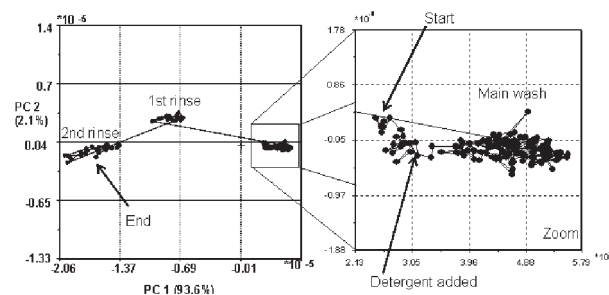 1.4 *10 -5
0.7
PC 2
(2.1%)
0.04
-0.65
-1.33
-2.06 -1.37 -0.69 -0.01 *10 -5
PC 1 (93.6%)
1st rinse
2nd rinse
End
1.78
0.86
-0.05
-0.97
-1.88
2.13 3.05 3.96 4.88 5.79
Start
Main wash
Zoom
Detergent added